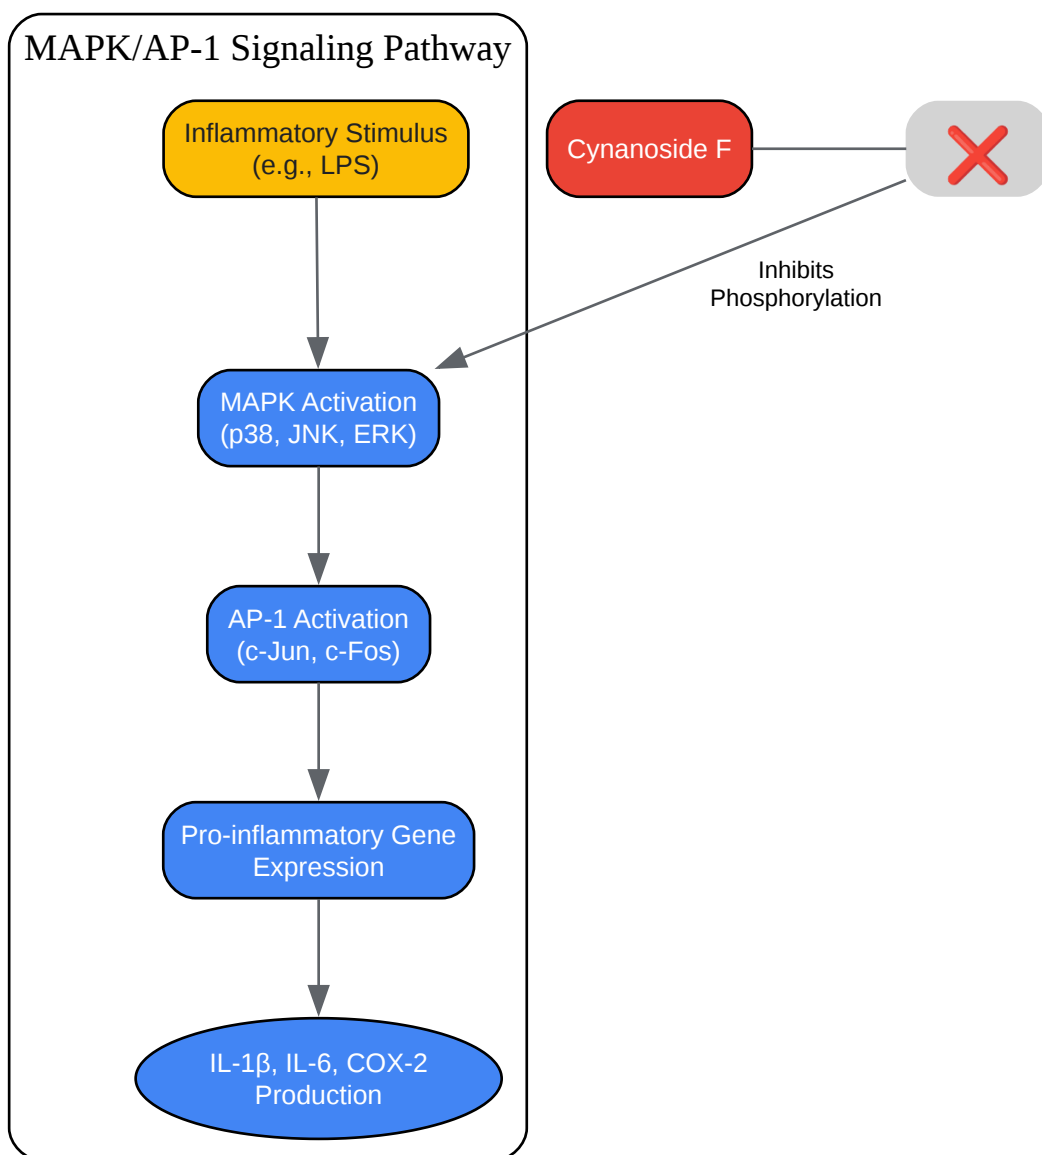 MAPK/AP-1 Signaling Pathway
Inflammatory Stimulus
(e.g., LPS)
Cynanoside F
Inhibits
Phosphorylation
MAPK Activation
(p38, JNK, ERK)
AP-1 Activation
(c-Jun, c-Fos)
Pro-inflammatory Gene
Expression
IL-1β, IL-6, COX-2
Production